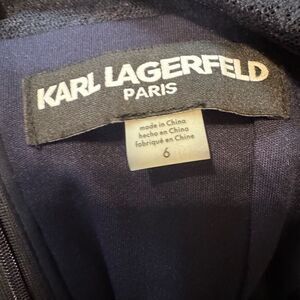 KARL LAGERFELD
PARIS
made in China
hecho en China
fabriqué en Chine
6